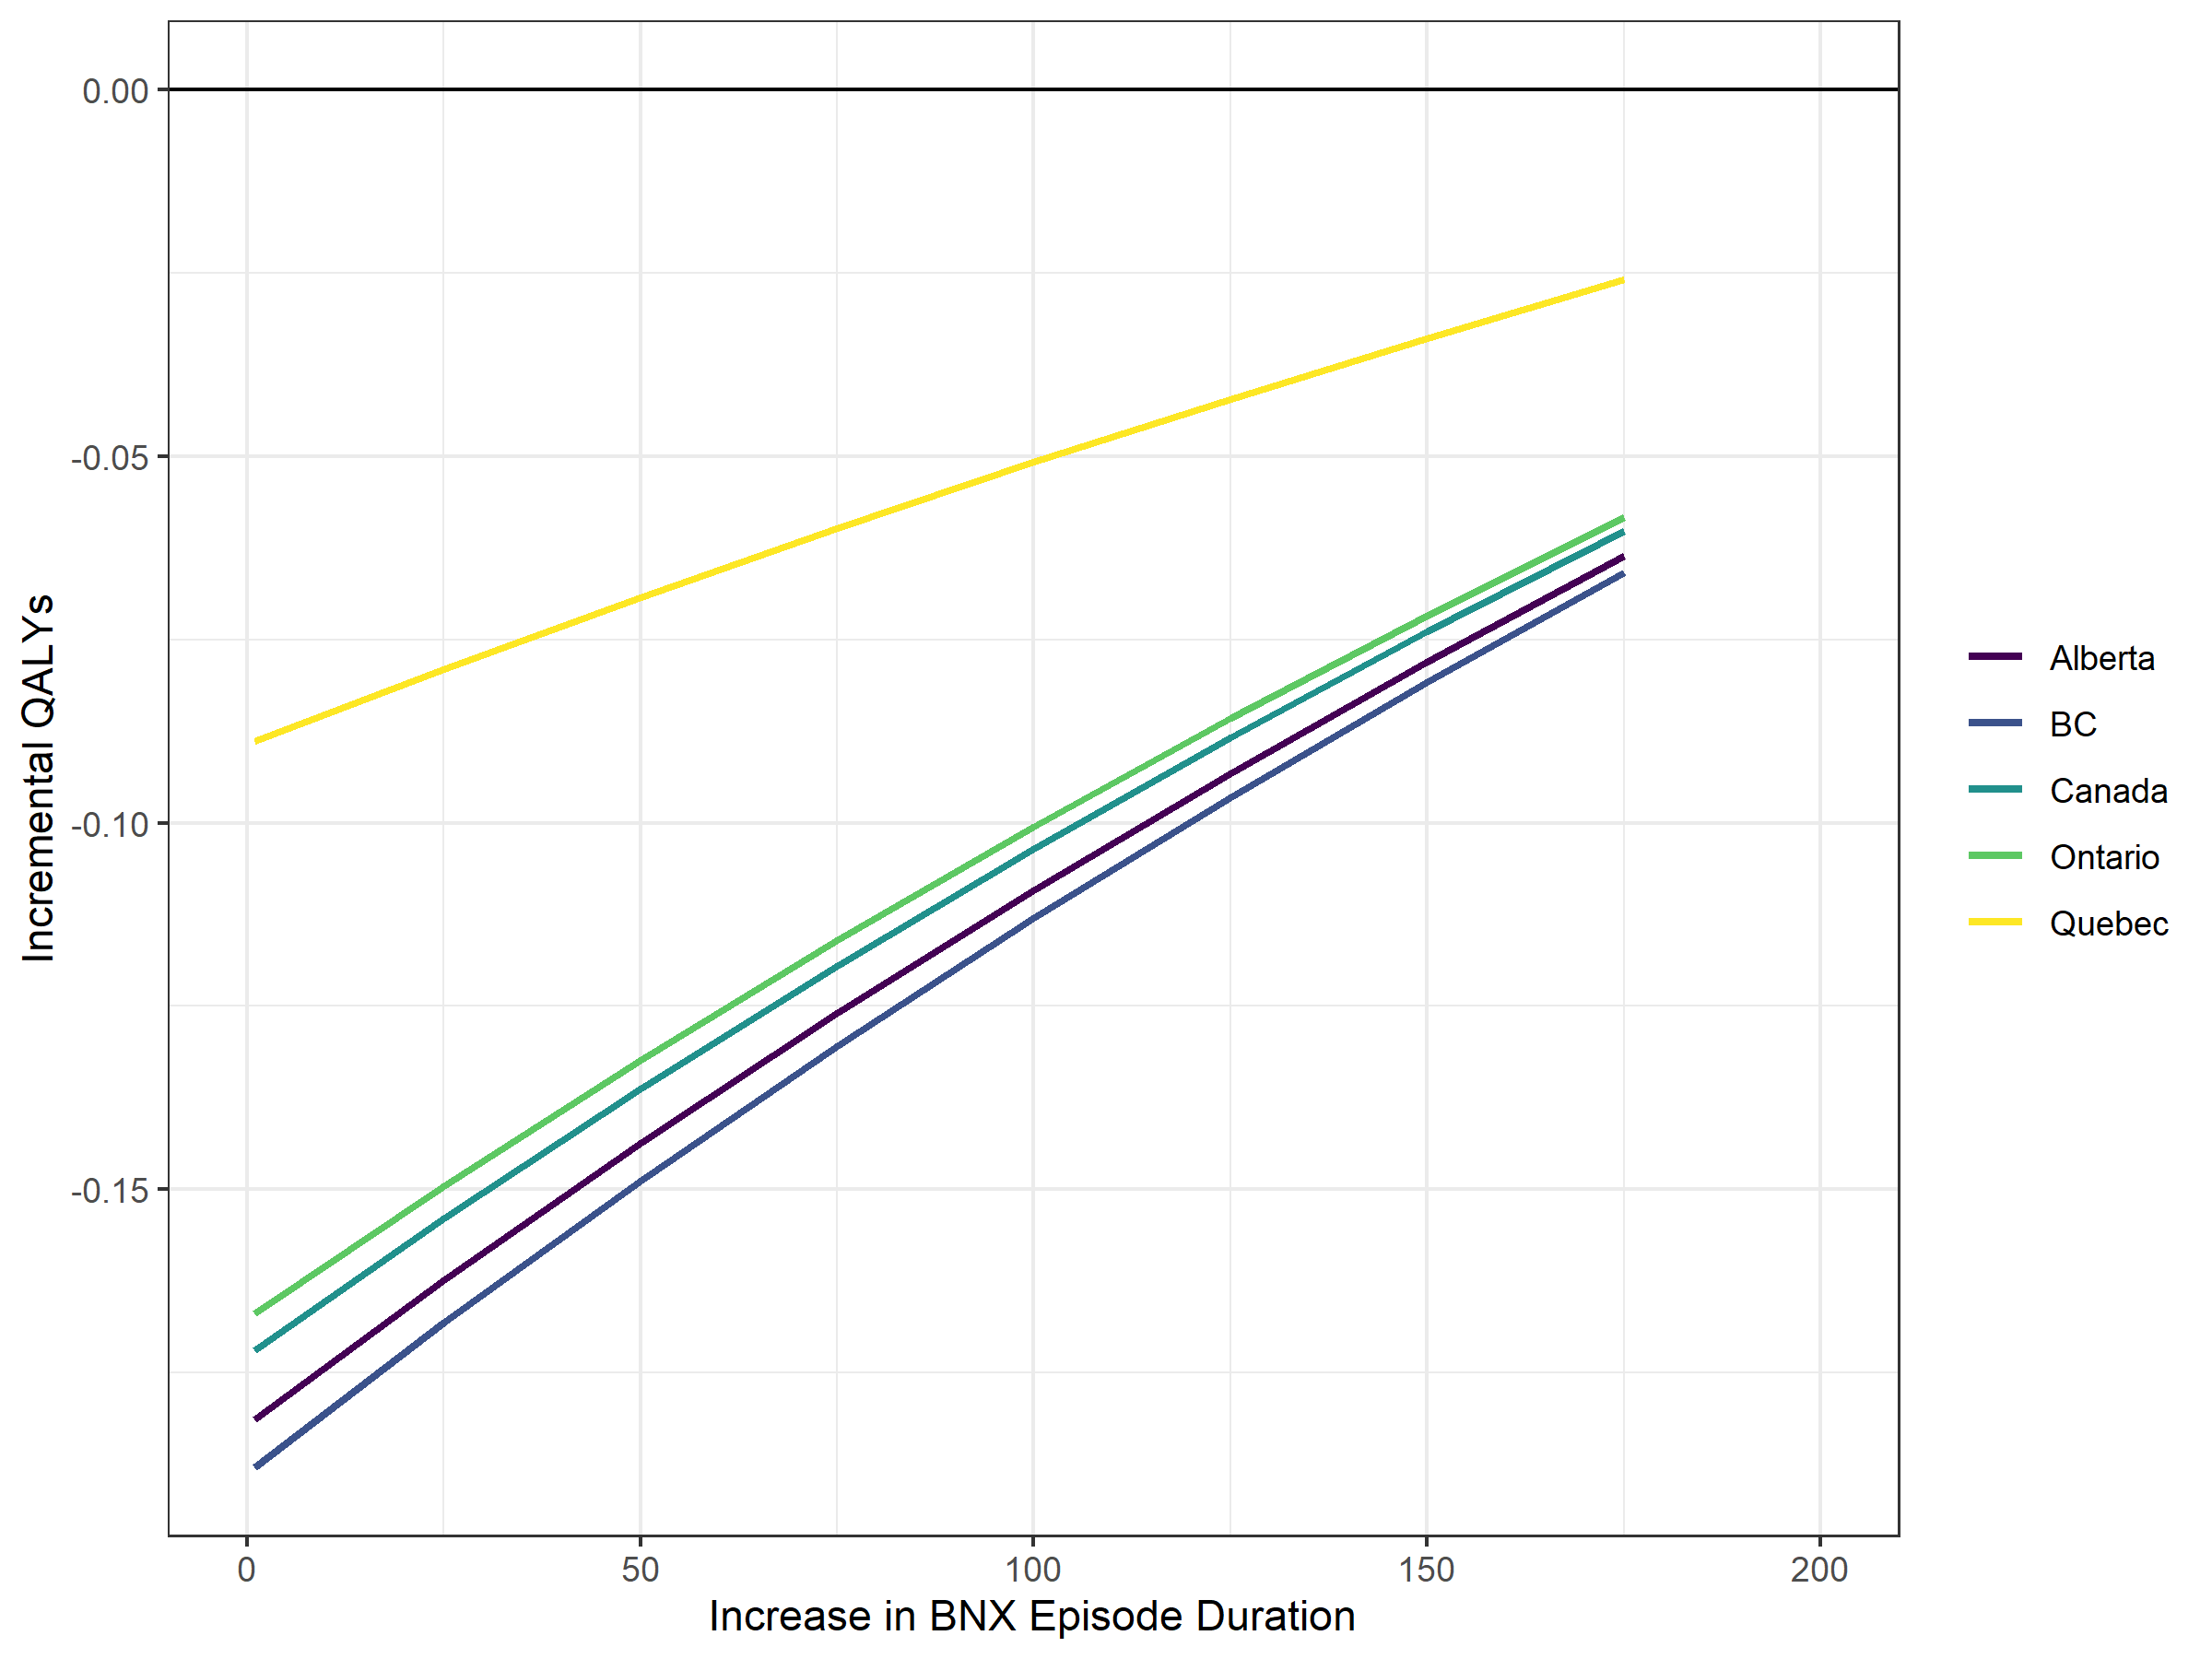 Incremental QALYs
0.00
-0.05
-0.10
-0.15
0
50
100
150
200
Increase in BNX Episode Duration
Alberta
BC
Canada
Ontario
Quebec